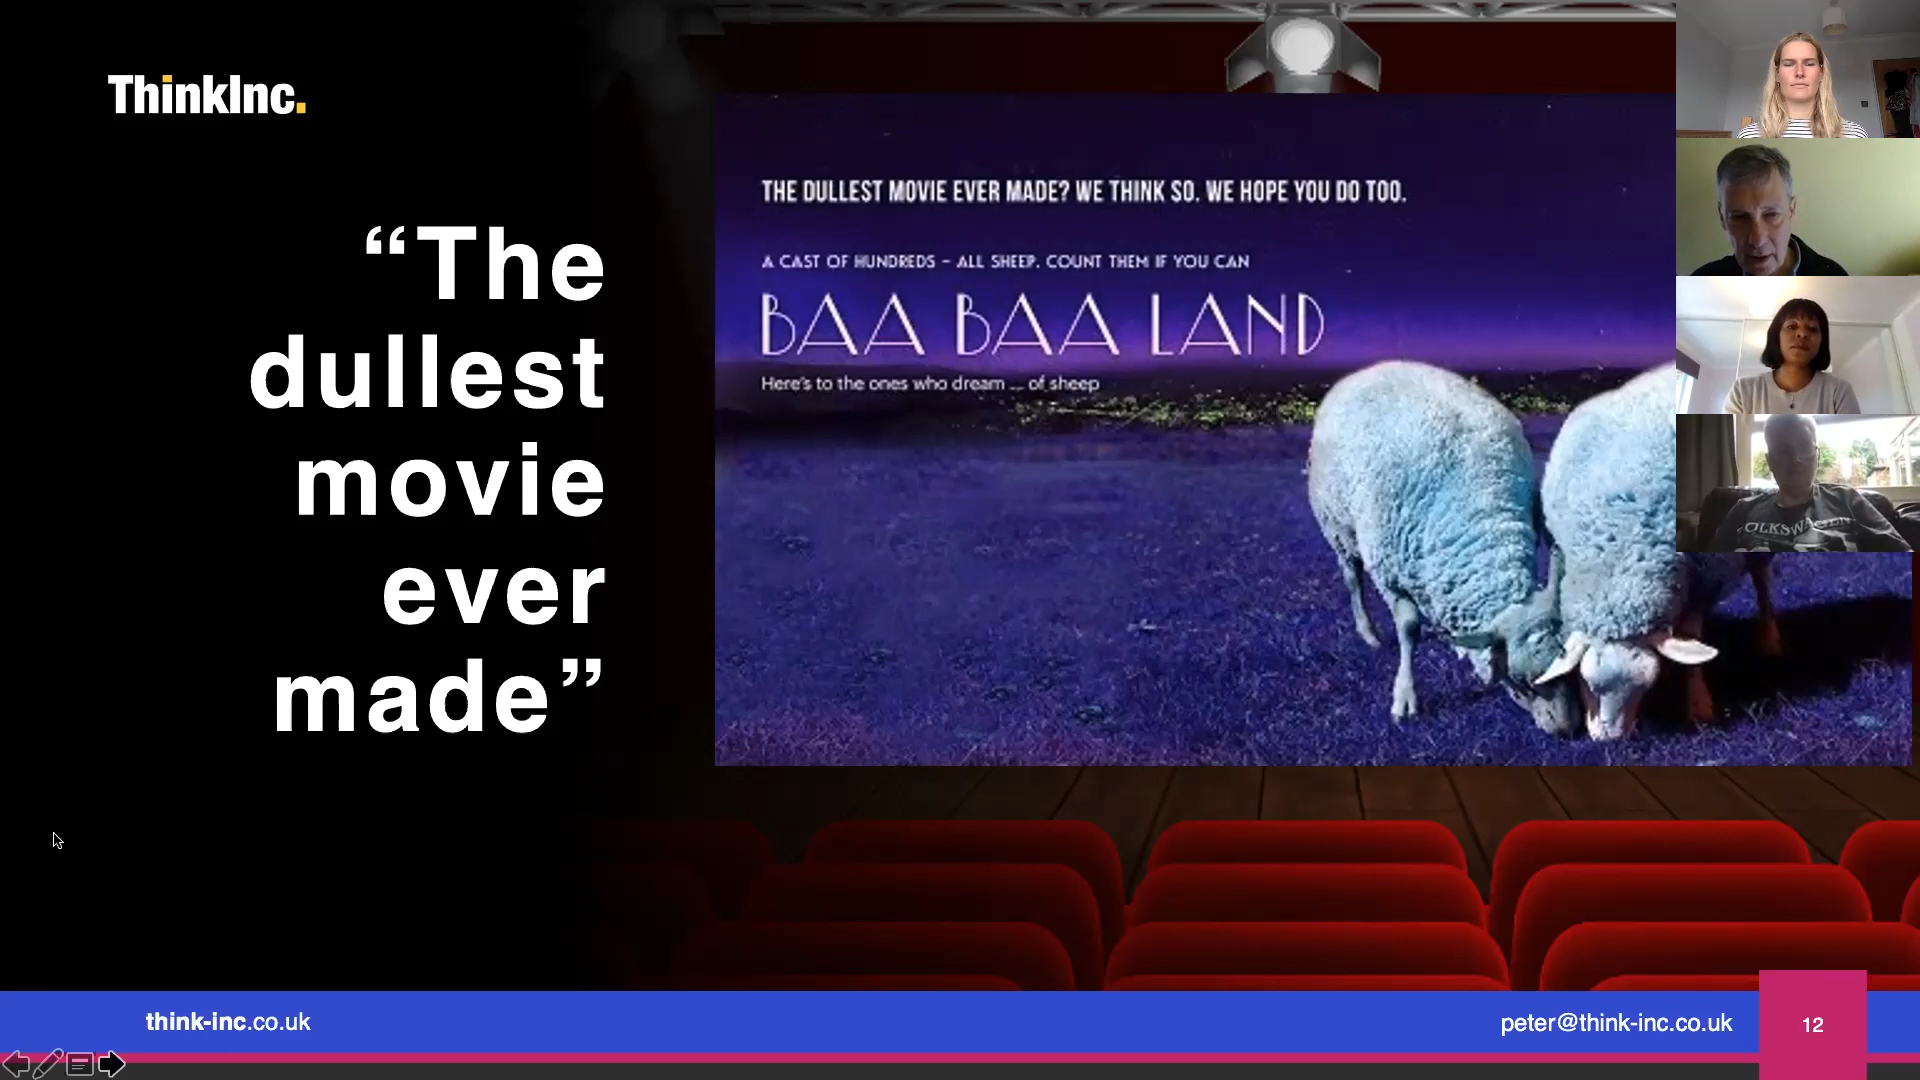 ThinkInc.
“The
dullest
movie
ever
made”
THE DULLEST MOVIE EVER MADE? WE THINK SO. WE HOPE YOU DO TOO.
A CAST OF HUNDREDS – ALL SHEEP. COUNT THEM IF YOU CAN
BAA BAA LAND
Here's to the ones who dream ... of sheep
OLKSWAGEN
think-inc.co.uk
peter@think-inc.co.uk
12